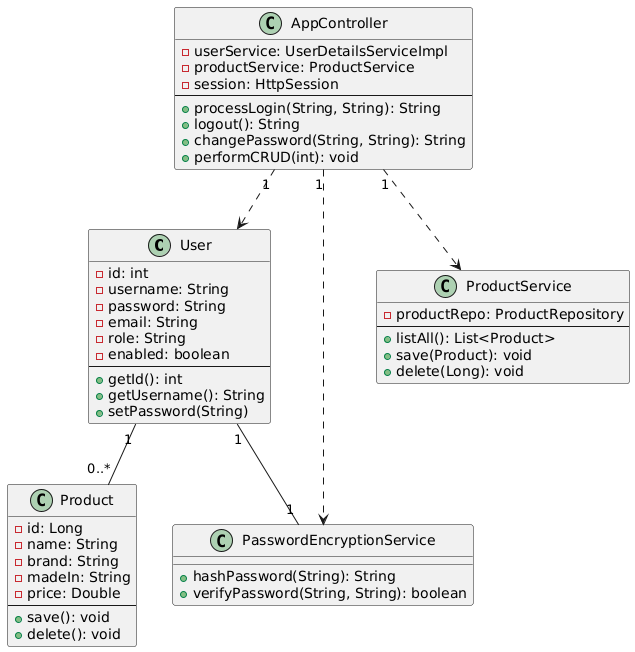 C AppController
userService: UserDetailsServiceImpl
productService: ProductService
session: HttpSession
processLogin(String, String): String
logout(): String
changePassword(String, String): String
performCRUD(int): void
1 1 1
C User
id: int
username: String
password: String
email: String
role: String
enabled: boolean
getId(): int
getUsername(): String
setPassword(String)
C ProductService
productRepo: ProductRepository
listAll(): List<Product>
save(Product): void
delete(Long): void
1 1
0..*
1
C Product
id: Long
name: String
brand: String
madeIn: String
price: Double
save(): void
delete(): void
C PasswordEncryptionService
hashPassword(String): String
verifyPassword(String, String): boolean